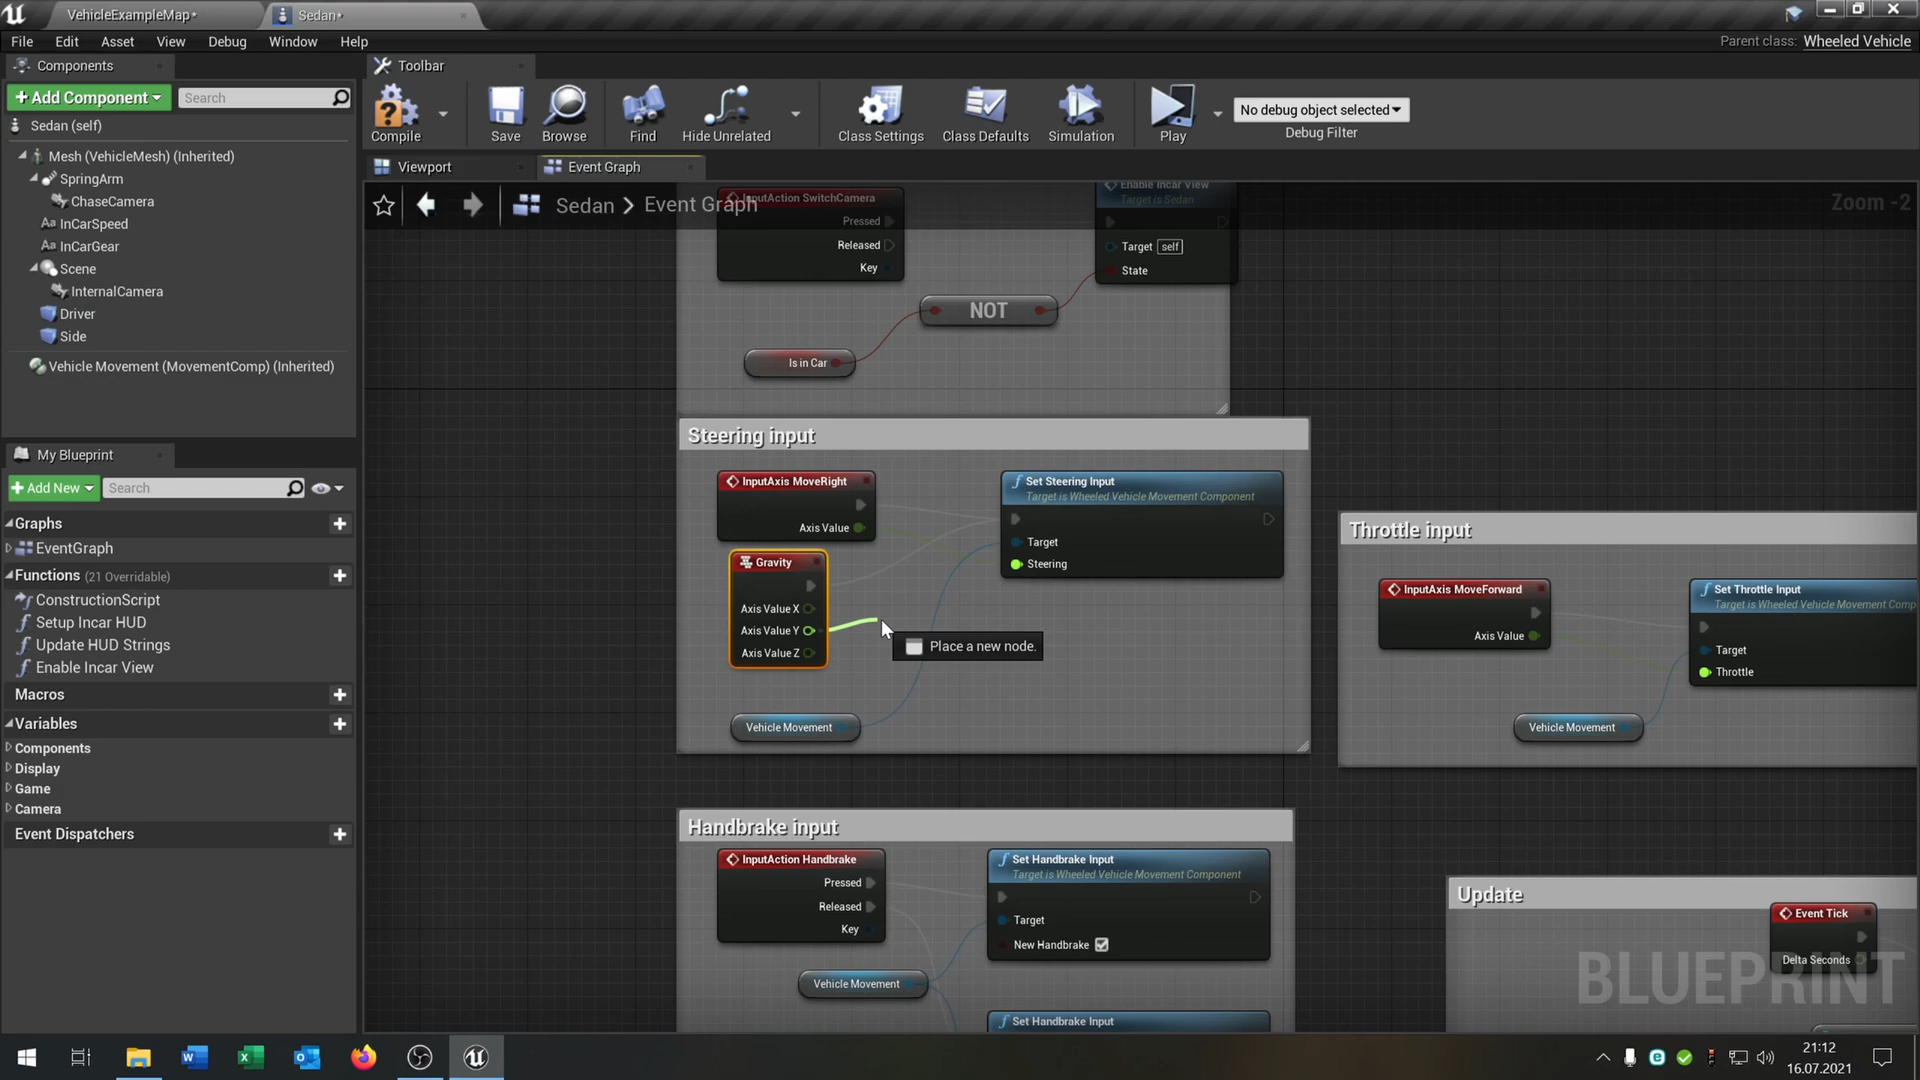 VehicleExampleMap*
Sedan*
File
Edit
Asset
View
Debug
Window
Help
Parent class: Wheeled Vehicle
Components
Toolbar
+ Add Component
Search
Sedan (self)
Mesh (VehicleMesh) (Inherited)
SpringArm
ChaseCamera
InCarSpeed
InCarGear
Scene
InternalCamera
Driver
Side
Vehicle Movement (MovementComp) (Inherited)
Compile
Save
Browse
Find
Hide Unrelated
Class Settings
Class Defaults
Simulation
Play
No debug object selected
Debug Filter
Viewport
Event Graph
Sedan > Event Graph
Zoom -2
InputAction SwitchCamera
Pressed
Released
Key
Enable Incar View
Target is Sedan
Target self
State
NOT
Is in Car
Steering input
InputAxis MoveRight
Axis Value
Set Steering Input
Target is Wheeled Vehicle Movement Component
Target
Steering
Gravity
Axis Value X
Axis Value Y
Axis Value Z
Place a new node.
Vehicle Movement
Throttle input
InputAxis MoveForward
Axis Value
Set Throttle Input
Target is Wheeled Vehicle Movement Compo
Target
Throttle
Vehicle Movement
Handbrake input
InputAction Handbrake
Pressed
Released
Key
Set Handbrake Input
Target is Wheeled Vehicle Movement Component
Target
New Handbrake
Vehicle Movement
Set Handbrake Input
Update
Event Tick
Delta Seconds
BLUEPRINT
My Blueprint
+ Add New
Search
Graphs
EventGraph
Functions (21 Overridable)
ConstructionScript
Setup Incar HUD
Update HUD Strings
Enable Incar View
Macros
Variables
Components
Display
Game
Camera
Event Dispatchers
21:12
16.07.2021